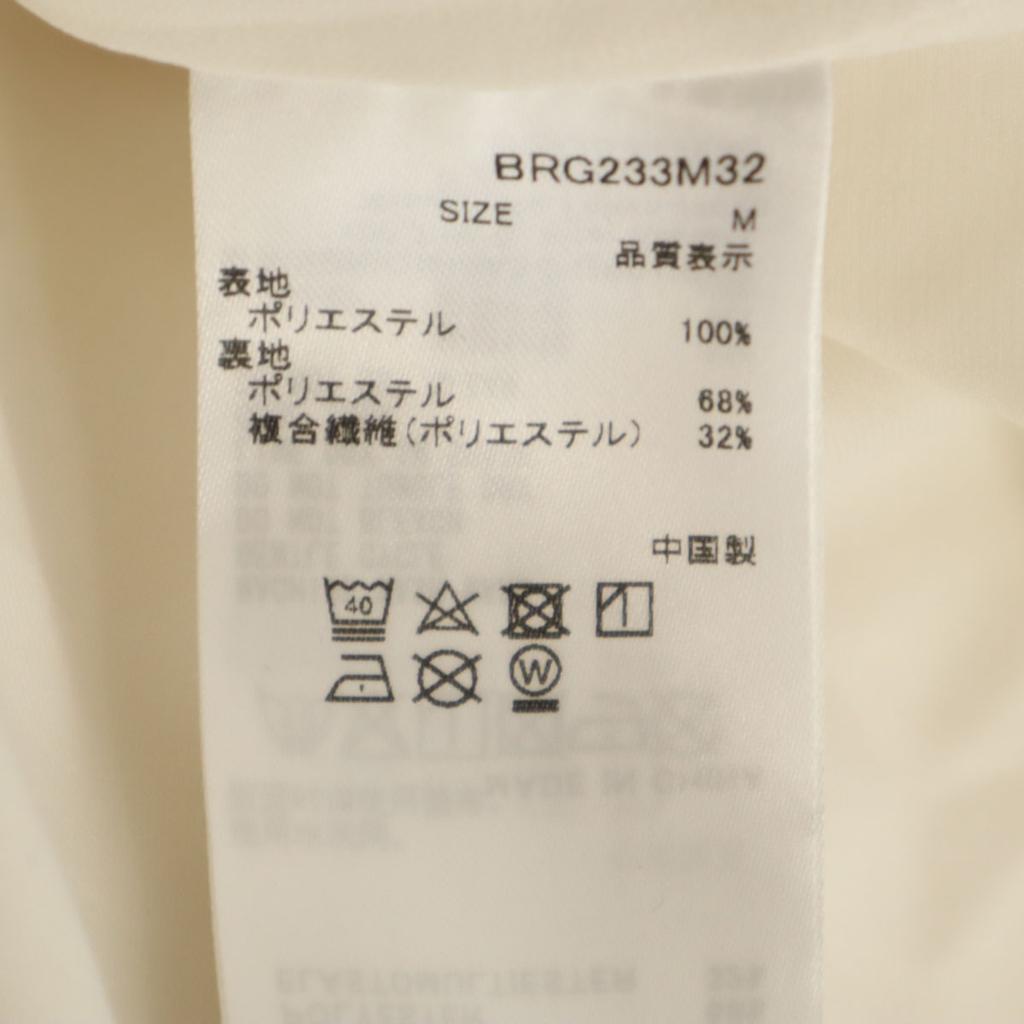 BRG233M32
SIZE M
品質表示
表地
ポリエステル 100%
裏地
ポリエステル 68%
複合繊維(ポリエステル) 32%
中国製
40
W